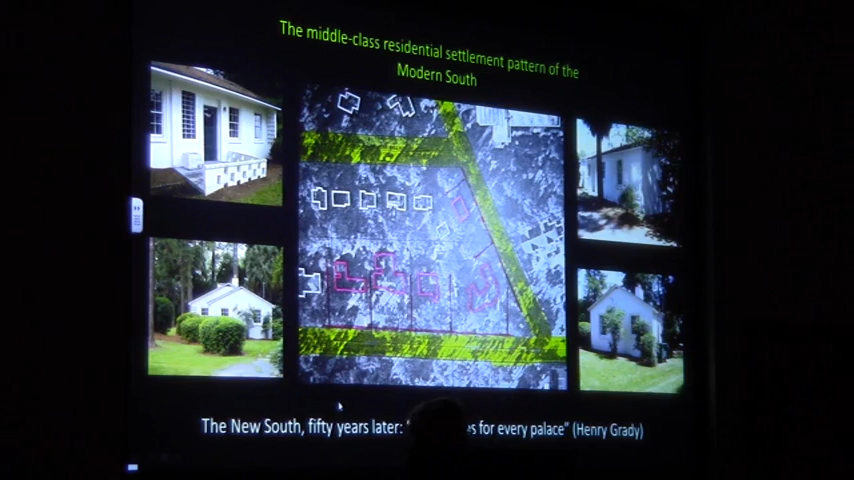 The middle-class residential settlement pattern of the
Modern South
The New South, fifty years later: " s for every palace" (Henry Grady)